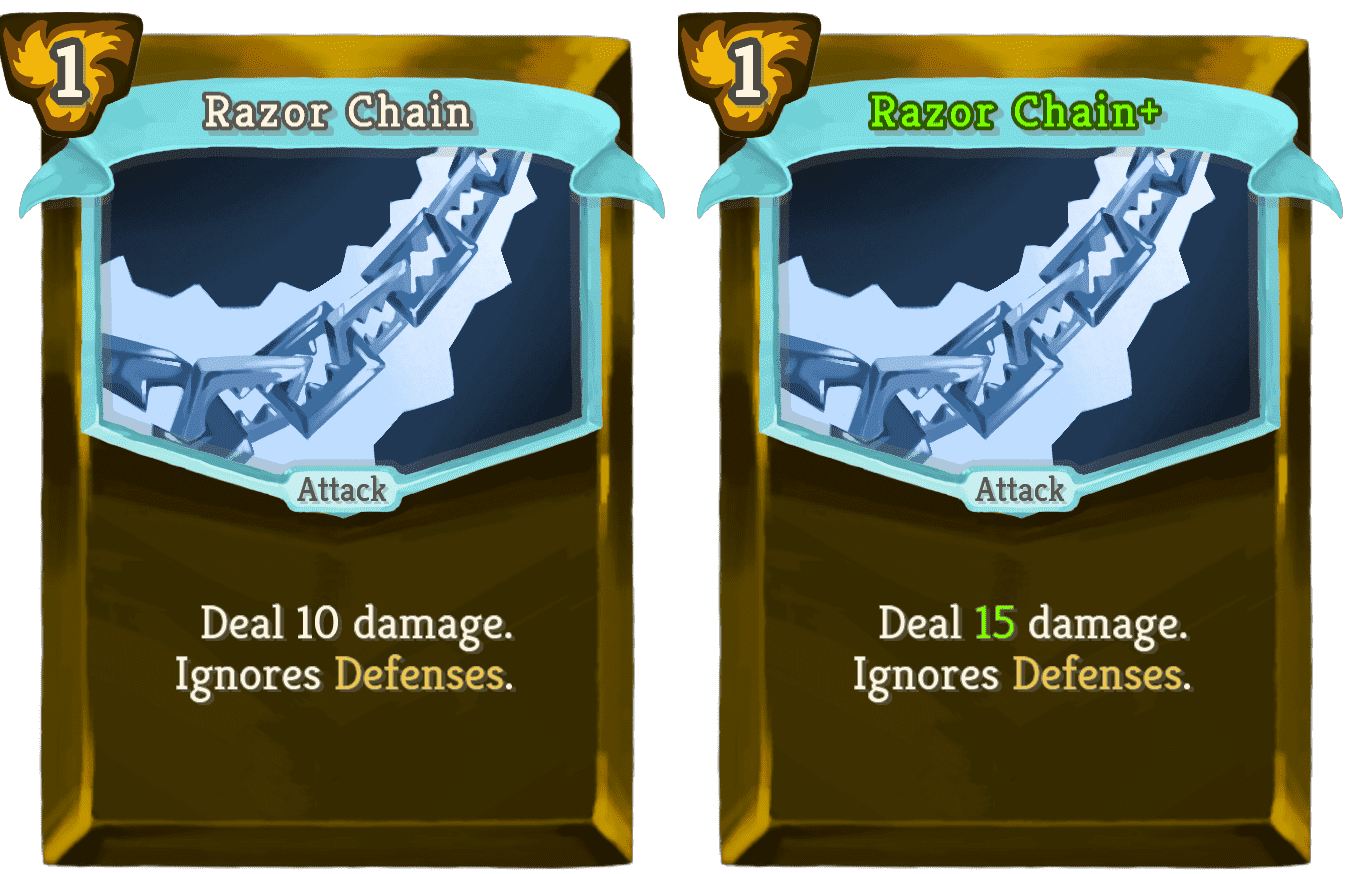 1
Razor Chain
Attack
Deal 10 damage.
Ignores Defenses.
1
Razor Chain+
Attack
Deal 15 damage.
Ignores Defenses.